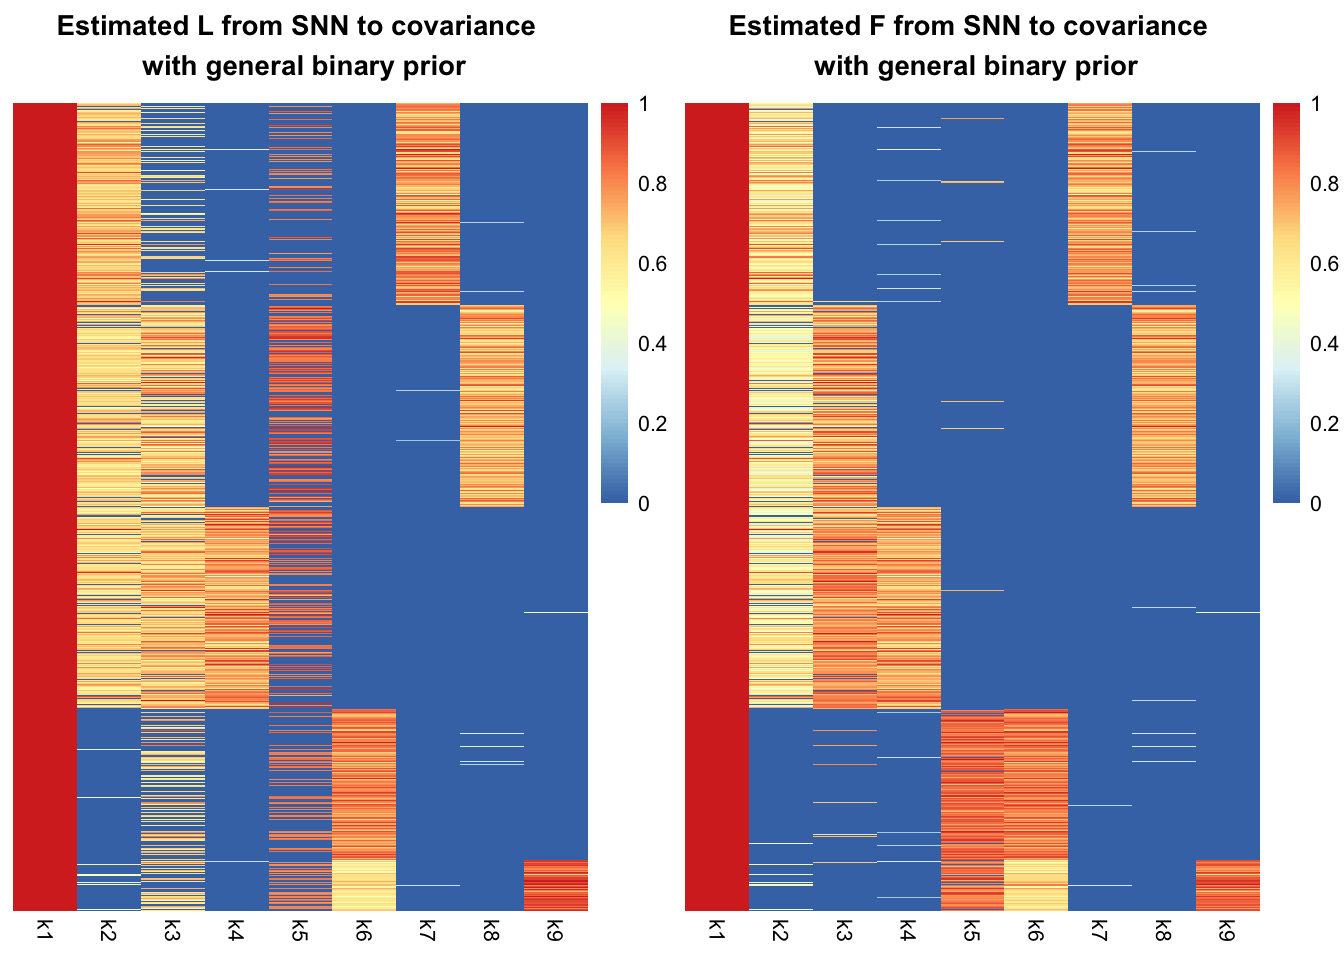 Estimated L from SNN to covariance
with general binary prior
1
0.8
0.6
0.4
0.2
0
k1
k2
k3
k4
k5
k6
k7
k8
k9
Estimated F from SNN to covariance
with general binary prior
1
0.8
0.6
0.4
0.2
0
k1
k2
k3
k4
k5
k6
k7
k8
k9